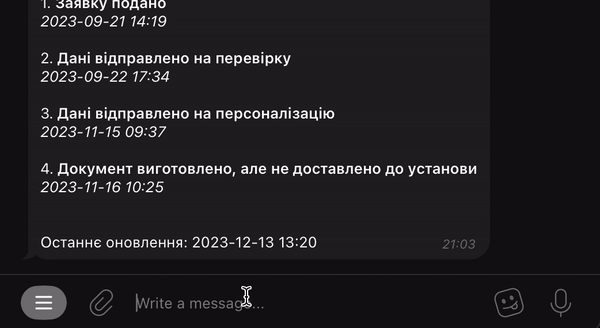 1. Заявку подано
2023-09-21 14:19
2. Дані відправлено на перевірку
2023-09-22 17:34
3. Дані відправлено на персоналізацію
2023-11-15 09:37
4. Документ виготовлено, але не доставлено до установи
2023-11-16 10:25
Останнє оновлення: 2023-12-13 13:20
21:03
Write a message...